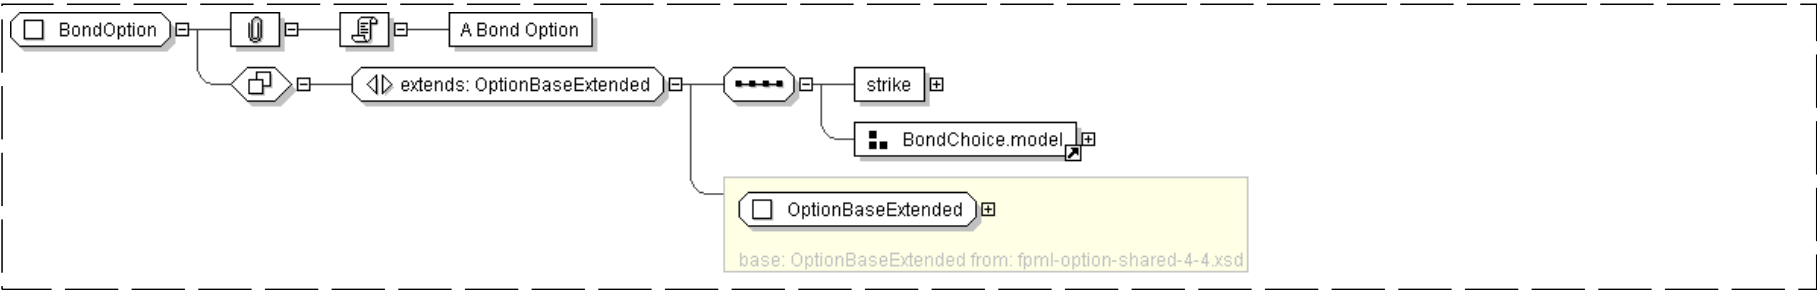 BondOption
A Bond Option
extends: OptionBaseExtended
strike
BondChoice.model
OptionBaseExtended
base: OptionBaseExtended from: fpml-option-shared-4-4.xsd